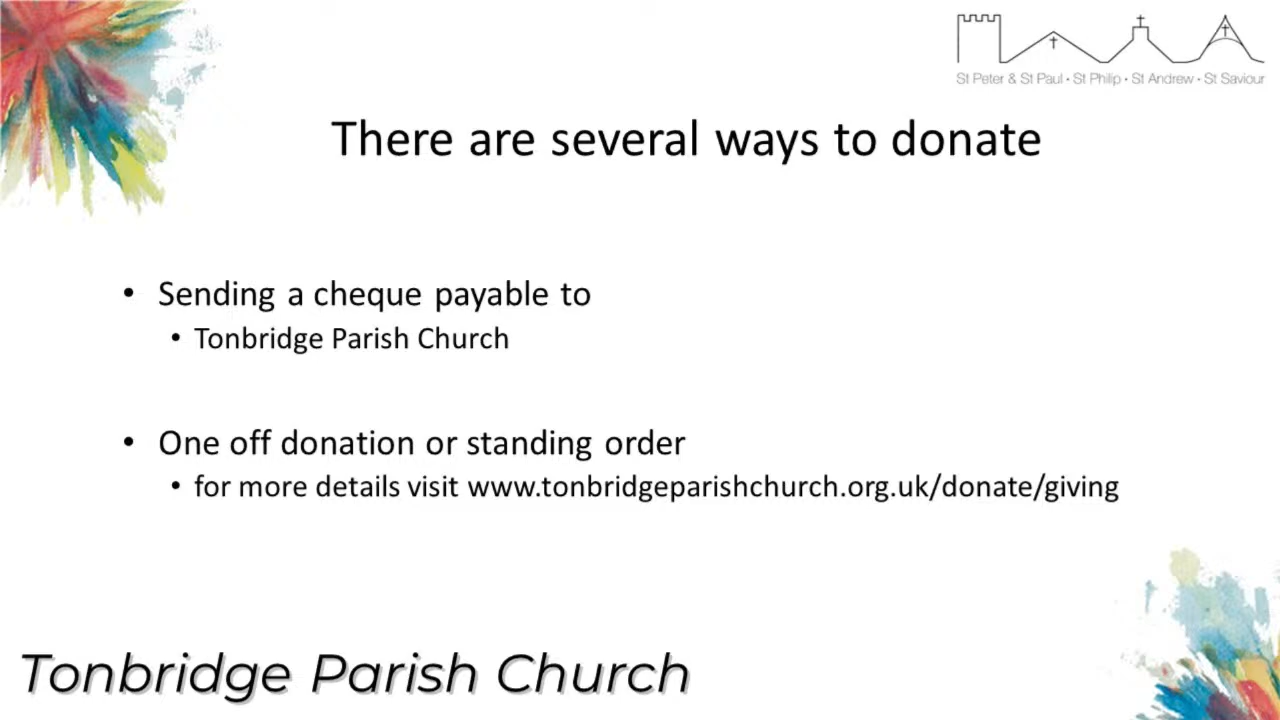 St Peter & St Paul • St Philip • St Andrew • St Saviour
There are several ways to donate
• Sending a cheque payable to
• Tonbridge Parish Church
• One off donation or standing order
• for more details visit www.tonbridgeparishchurch.org.uk/donate/giving
Tonbridge Parish Church